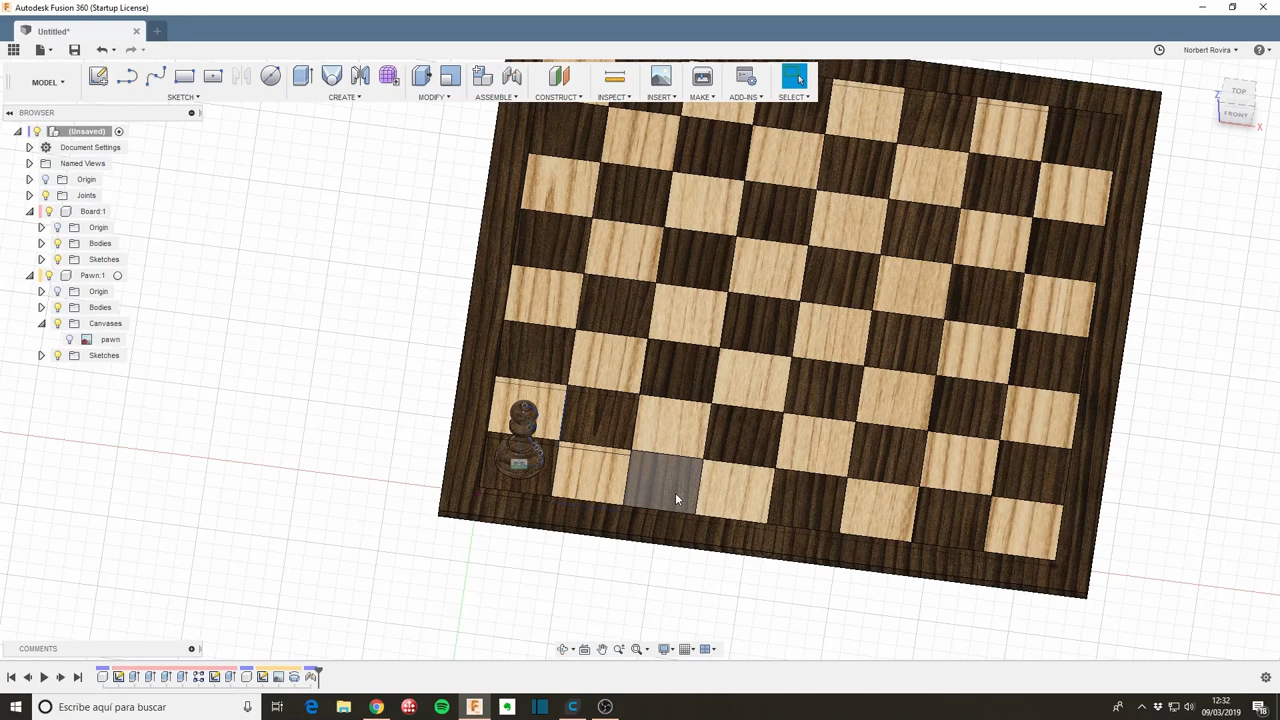 Autodesk Fusion 360 (Startup License)
Untitled*
Norbert Rovira
MODEL
SKETCH
CREATE
MODIFY
ASSEMBLE
CONSTRUCT
INSPECT
INSERT
MAKE
ADD-INS
SELECT
TOP
FRONT
Z
X
BROWSER
(Unsaved)
Document Settings
Named Views
Origin
Joints
Board:1
Origin
Bodies
Sketches
Pawn:1
Origin
Bodies
Canvases
pawn
Sketches
COMMENTS
Escribe aquí para buscar
12:32
09/03/2019
18